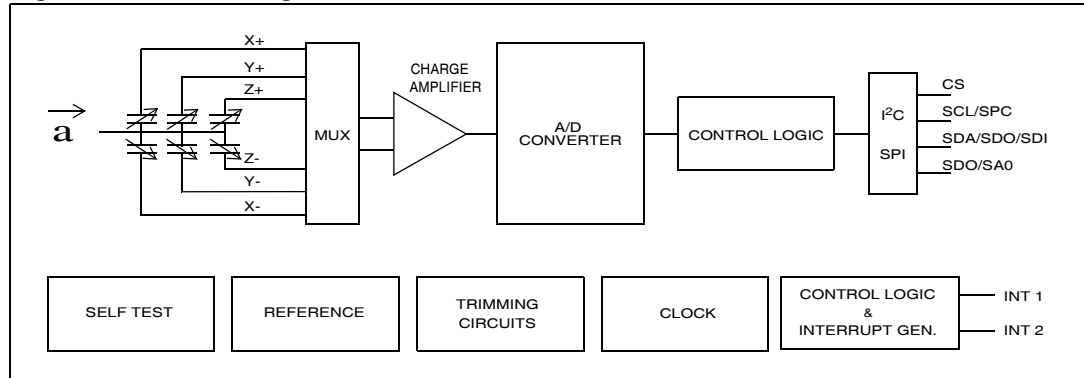 X+
Y+
Z+
a
Z-
Y-
X-
MUX
CHARGE
AMPLIFIER
A/D
CONVERTER
CONTROL LOGIC
I²C
SPI
CS
SCL/SPC
SDA/SDO/SDI
SDO/SA0
SELF TEST
REFERENCE
TRIMMING
CIRCUITS
CLOCK
CONTROL LOGIC
&
INTERRUPT GEN.
INT 1
INT 2